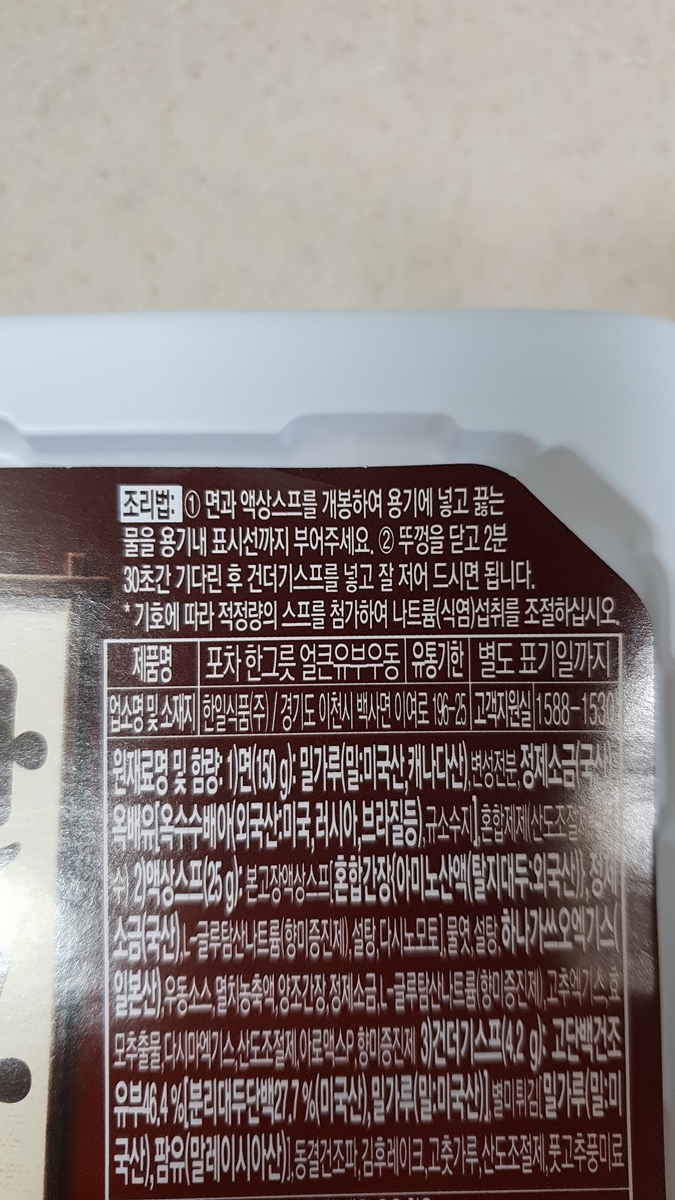 조리법: ① 면과 액상스프를 개봉하여 용기에 넣고 끓는
물을 용기내 표시선까지 부어주세요. ② 뚜껑을 닫고 2분
30초간 기다린 후 건더기스프를 넣고 잘 저어 드시면 됩니다.
* 기호에 따라 적정량의 스프를 첨가하여 나트륨(식염)섭취를 조절하십시오.
제품명 포차 한그릇 얼큰유부우동 유통기한 별도 표기일까지
업소명 및 소재지 한일식품(주) / 경기도 이천시 백사면 이여로 196-25 고객지원실 1588-1530
원재료명 및 함량: 1)면(150 g): 밀가루(밀:미국산,캐나다산),변성전분,정제소금(국산)
옥배위[옥수수배아(외국산:미국,러시아,브라질등),규소수지],혼합제제(산도조절제
수) 2)액상스프(25 g): 본고장액상스프[혼합간장{아미노산액(탈지대두:외국산)},정제
소금(국산),L-글루탐산나트륨(향미증진제),설탕,다시노모토],물엿,설탕,하나가쓰오엑기스(
일본산),우동소스,멸치농축액,양조간장,정제소금,L-글루탐산나트륨(향미증진제),고추엑기스,효
모추출물,다시마엑기스,산도조절제,아로맥스P,향미증진제 3)건더기스프(4.2 g): 고단백건조
유부46.4 %[분리대두단백27.7 %(미국산),밀가루(밀:미국산)],별미튀김[밀가루(밀:미
국산),팜유(말레이시아산)],동결건조파,김후레이크,고춧가루,산도조절제,풋고추풍미료